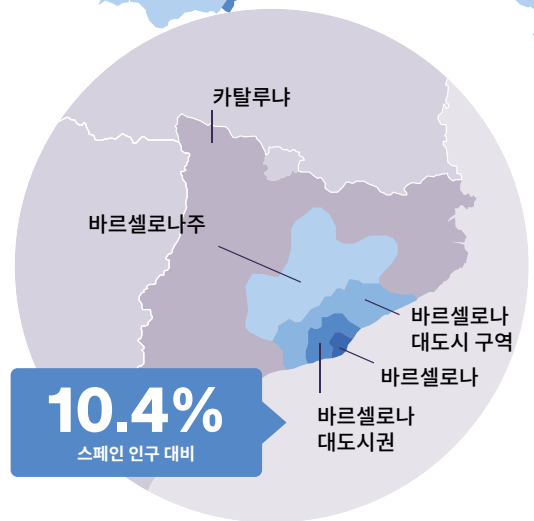 카탈루냐
바르셀로나주
바르셀로나
대도시 구역
바르셀로나
바르셀로나
대도시권
10.4%
스페인 인구 대비